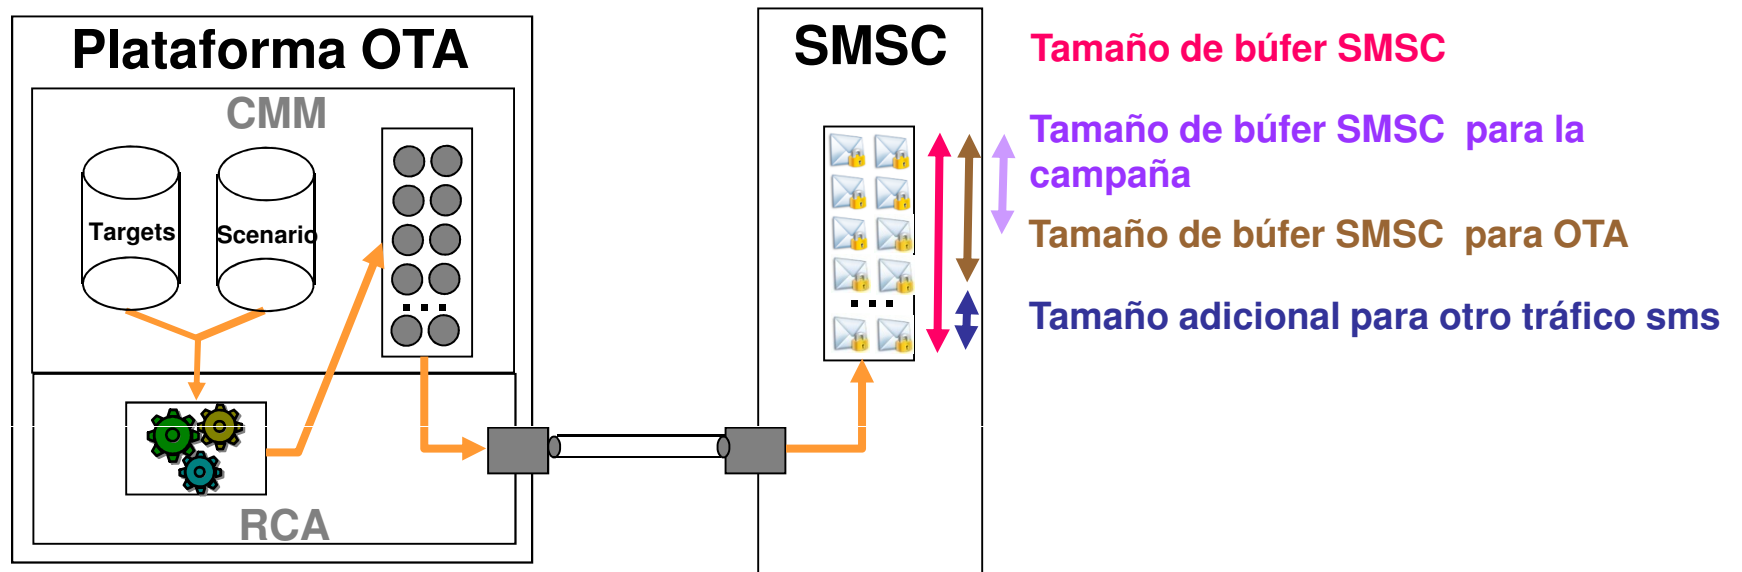 Plataforma OTA
CMM
Targets
Scenario
RCA
SMSC
Tamaño de búfer SMSC
Tamaño de búfer SMSC para la
campaña
Tamaño de búfer SMSC para OTA
Tamaño adicional para otro tráfico sms